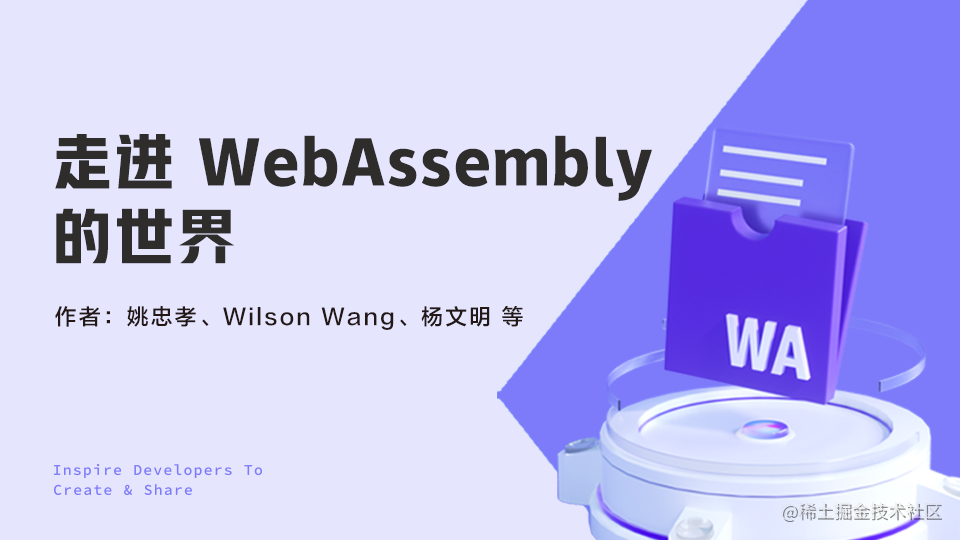 走进 WebAssembly
的世界
作者：姚忠孝、Wilson Wang、杨文明 等
WA
Inspire Developers To
Create & Share
@稀土掘金技术社区